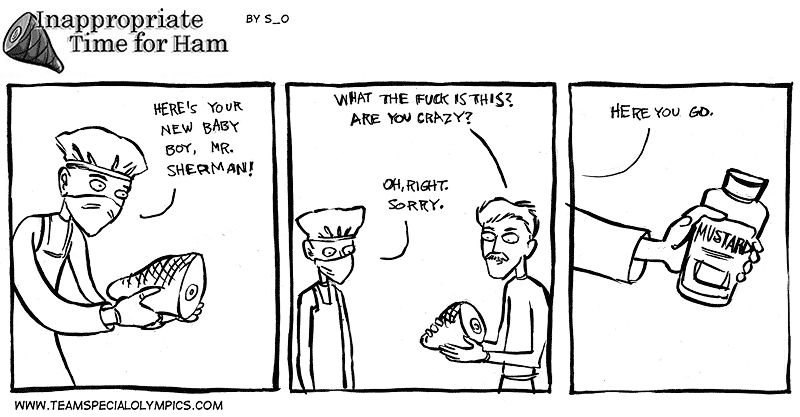 Inappropriate
Time for Ham
BY S_O
HERE'S YOUR
NEW BABY
BOY, MR.
SHERMAN!
WHAT THE FUCK IS THIS?
ARE YOU CRAZY?
OH, RIGHT.
SORRY.
HERE YOU GO.
MUSTARD
WWW.TEAMSPECIALOLYMPICS.COM